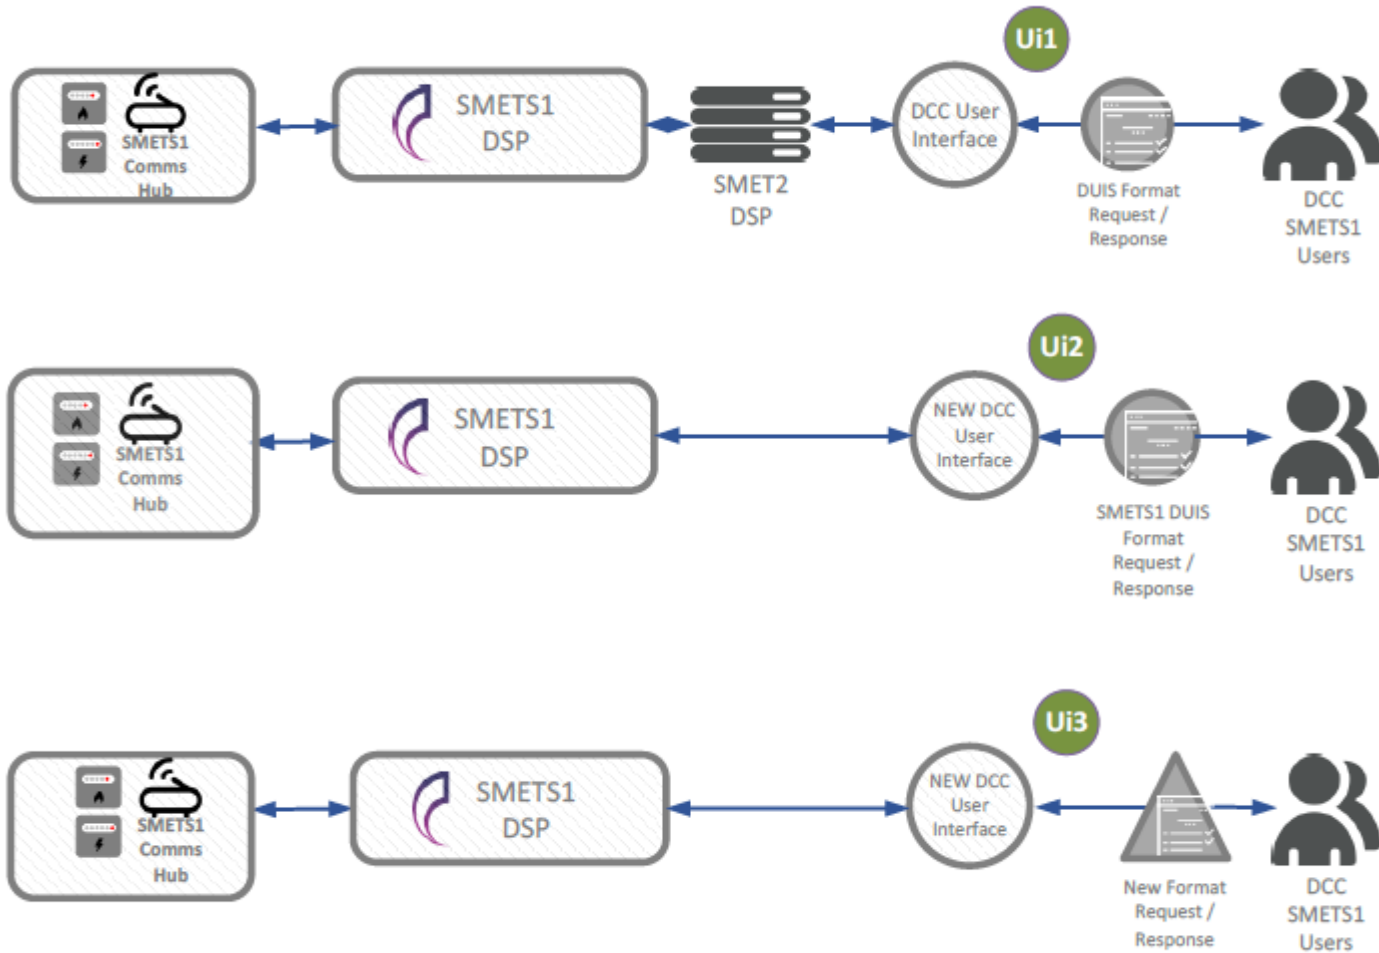 Ui1
SMETS1
Comms
Hub
SMETS1
DSP
SMET2
DSP
DCC User
Interface
DUIS Format
Request /
Response
DCC
SMETS1
Users
Ui2
SMETS1
Comms
Hub
SMETS1
DSP
NEW DCC
User
Interface
SMETS1 DUIS
Format
Request /
Response
DCC
SMETS1
Users
Ui3
SMETS1
Comms
Hub
SMETS1
DSP
NEW DCC
User
Interface
New Format
Request /
Response
DCC
SMETS1
Users